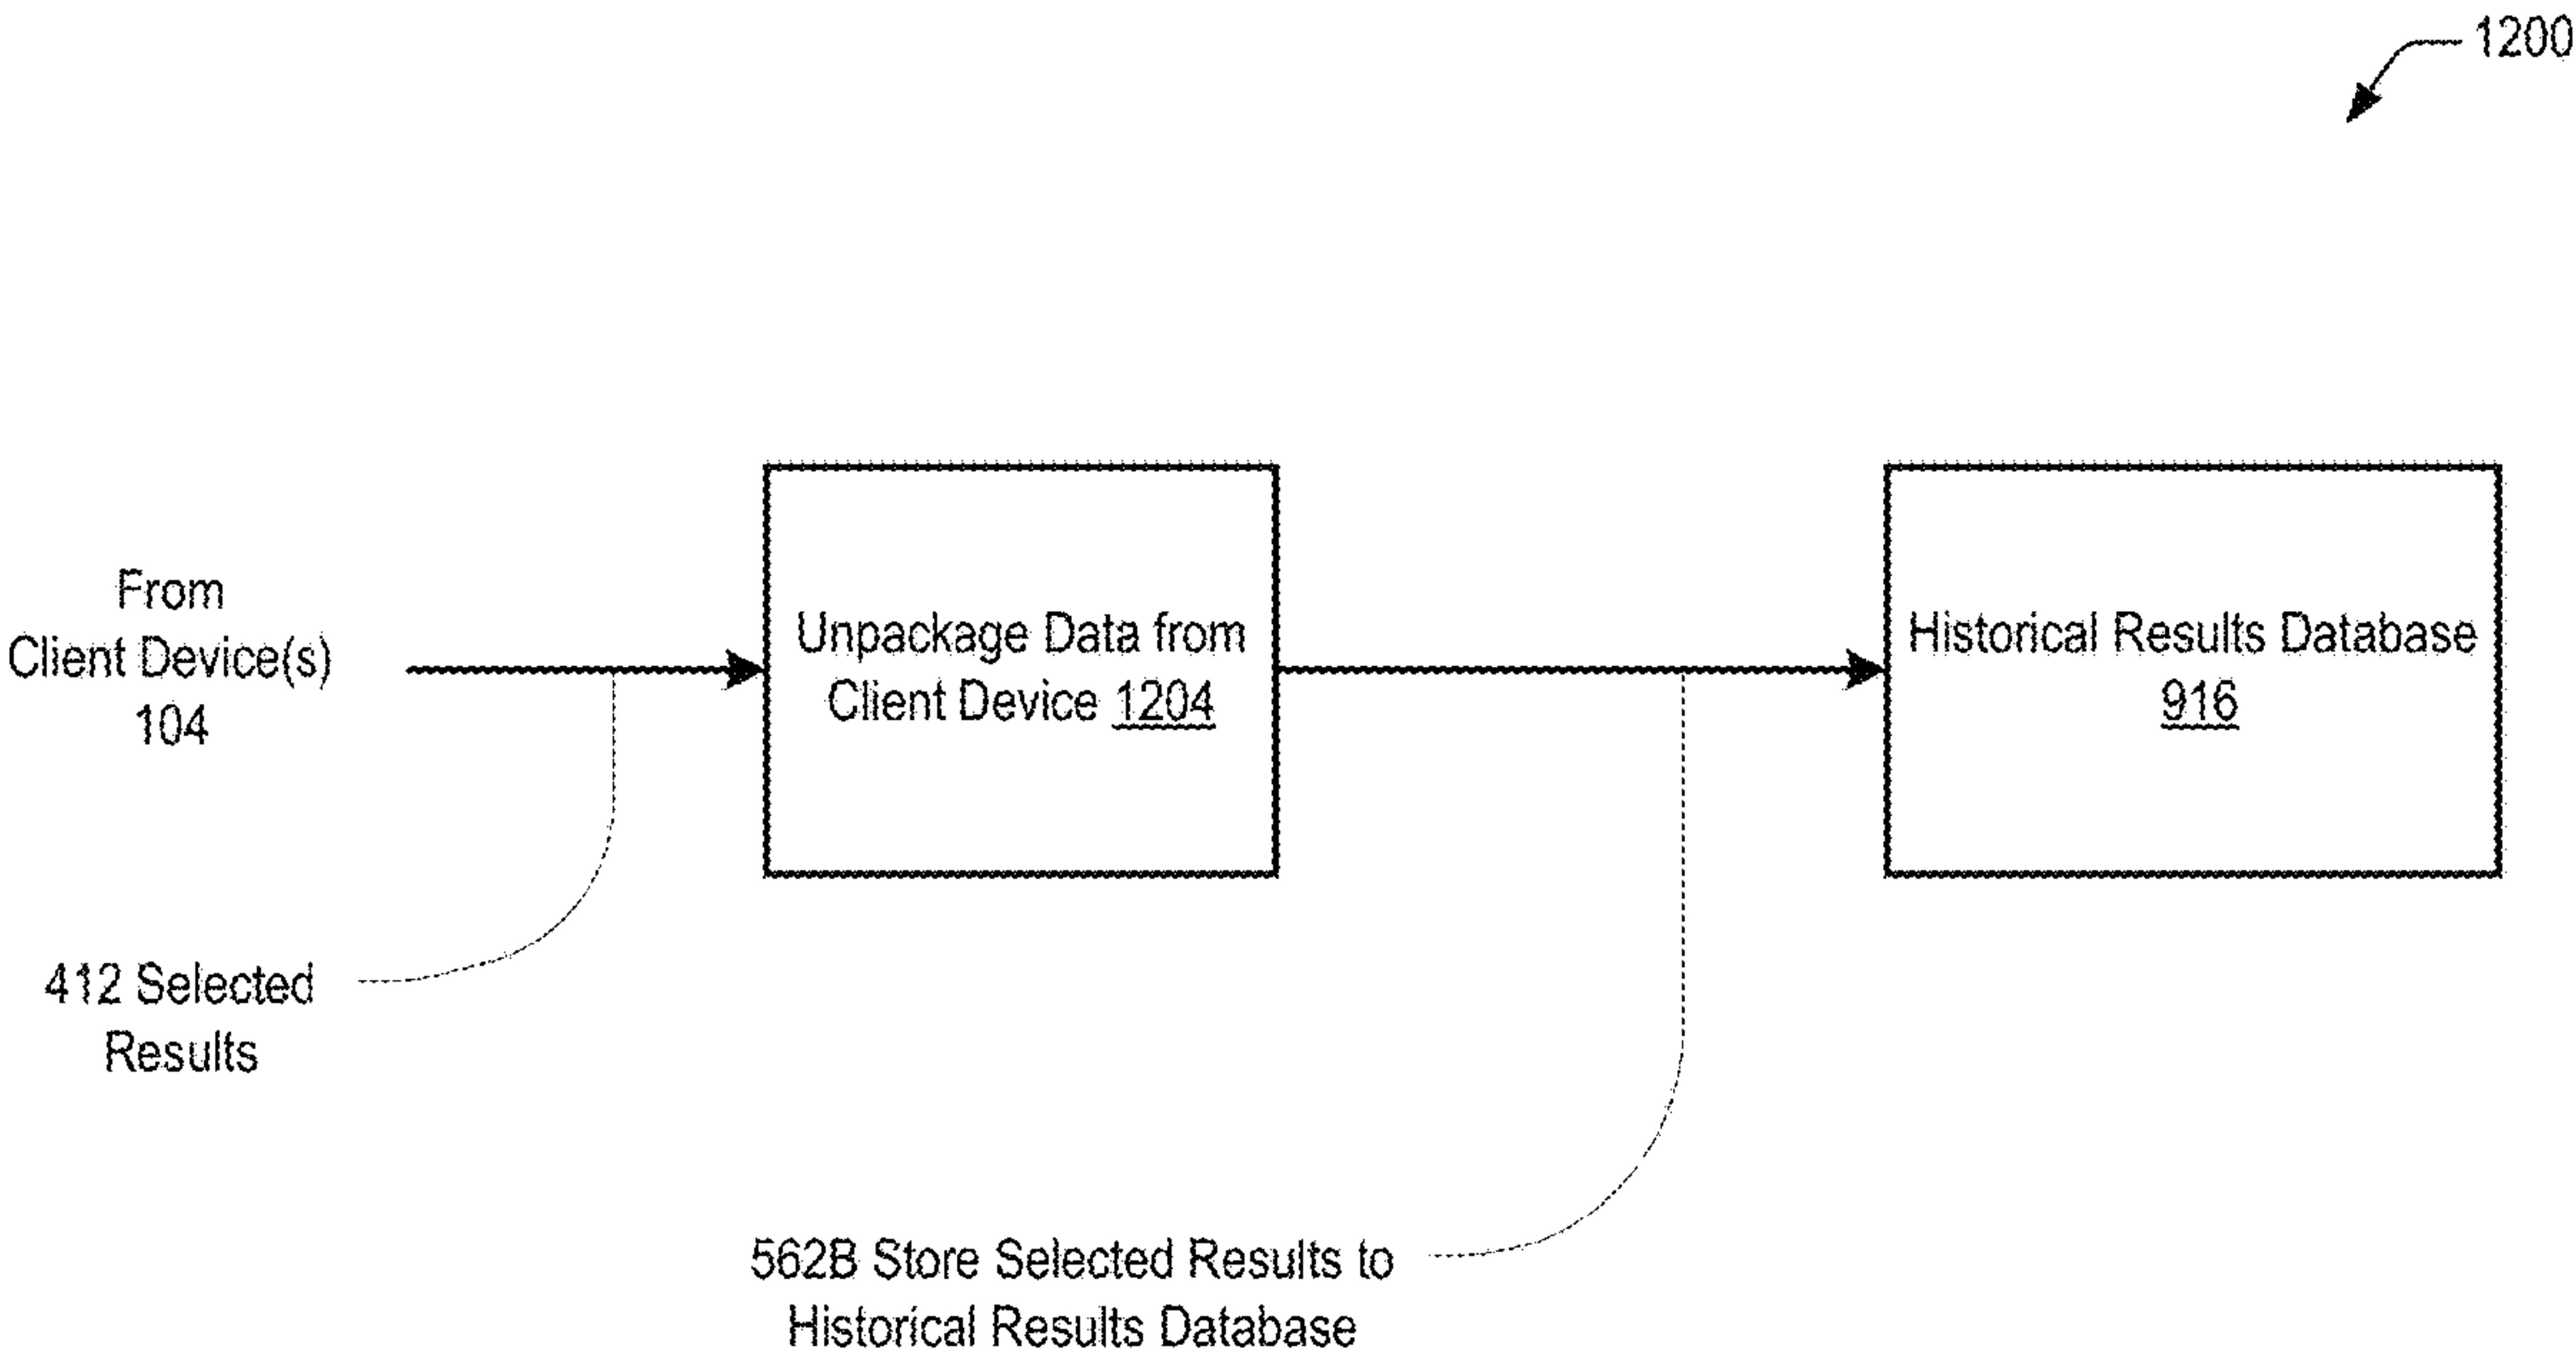 1200
From
Client Device(s)
104
Unpackage Data from
Client Device 1204
Historical Results Database
916
412 Selected
Results
562B Store Selected Results to
Historical Results Database